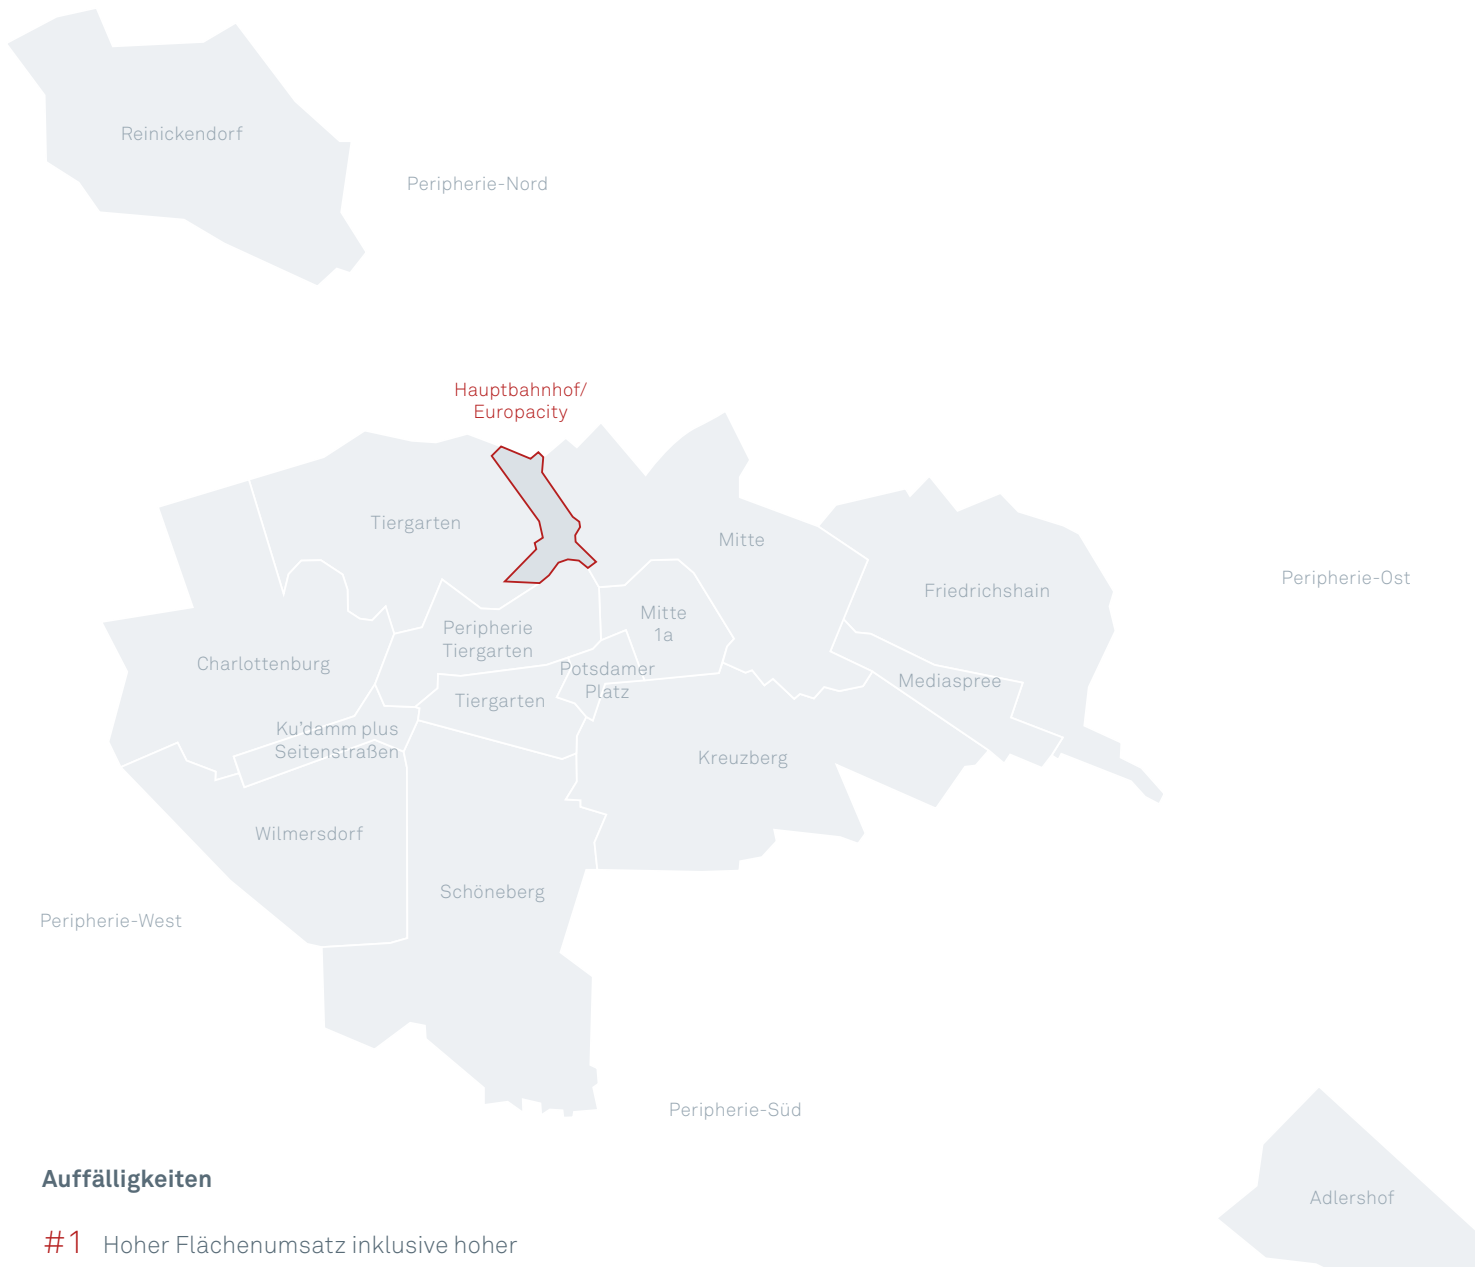 Reinickendorf
Peripherie-Nord
Hauptbahnhof/
Europacity
Tiergarten
Mitte
Peripherie-Ost
Friedrichshain
Mitte
1a
Peripherie
Tiergarten
Charlottenburg
Potsdamer
Platz
Mediaspree
Tiergarten
Ku'damm plus
Seitenstraßen
Kreuzberg
Wilmersdorf
Schöneberg
Peripherie-West
Peripherie-Süd
Adlershof
Auffälligkeiten
#1 Hoher Flächenumsatz inklusive hoher